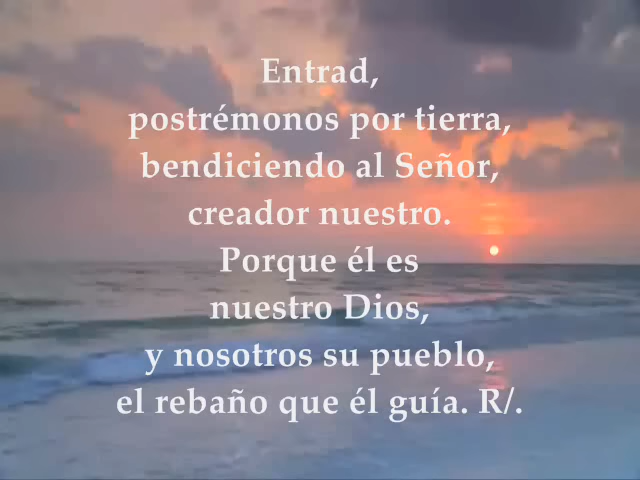 Entrad,
postrémonos por tierra,
bendiciendo al Señor,
creador nuestro.
Porque él es
nuestro Dios,
y nosotros su pueblo,
el rebaño que él guía. R/.